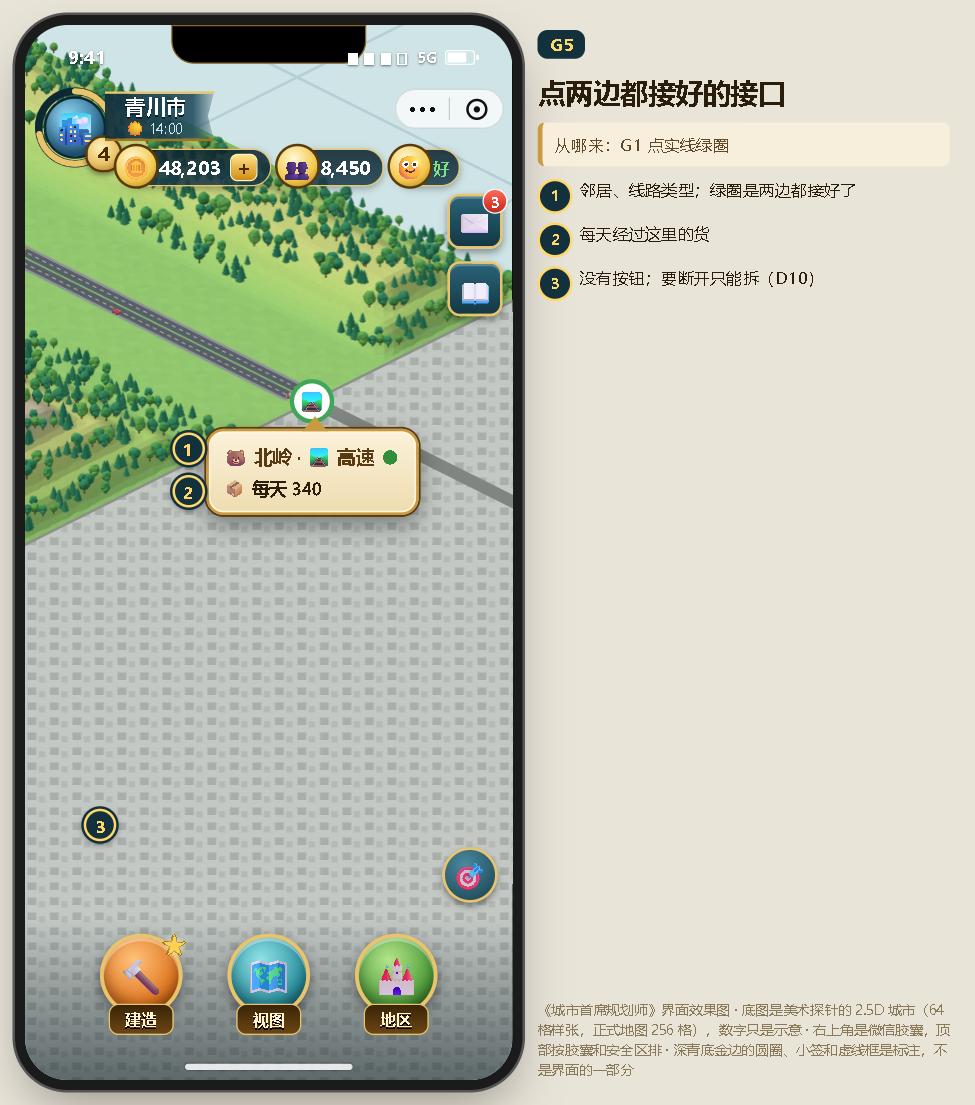 9:41
5G
青川市
14:00
4
48,203 +
8,450
好
3
1
北岭 · 高速
2
每天 340
3
建造
视图
地区
G5
点两边都接好的接口
从哪来：G1 点实线绿圈
1 邻居、线路类型；绿圈是两边都接好了
2 每天经过这里的货
3 没有按钮；要断开只能拆（D10）
《城市首席规划师》界面效果图 · 底图是美术探针的 2.5D 城市（64
格样张，正式地图 256 格），数字只是示意 · 右上角是微信胶囊，顶
部按胶囊和安全区排 · 深青底金边的圆圈、小签和虚线框是标注，不
是界面的一部分